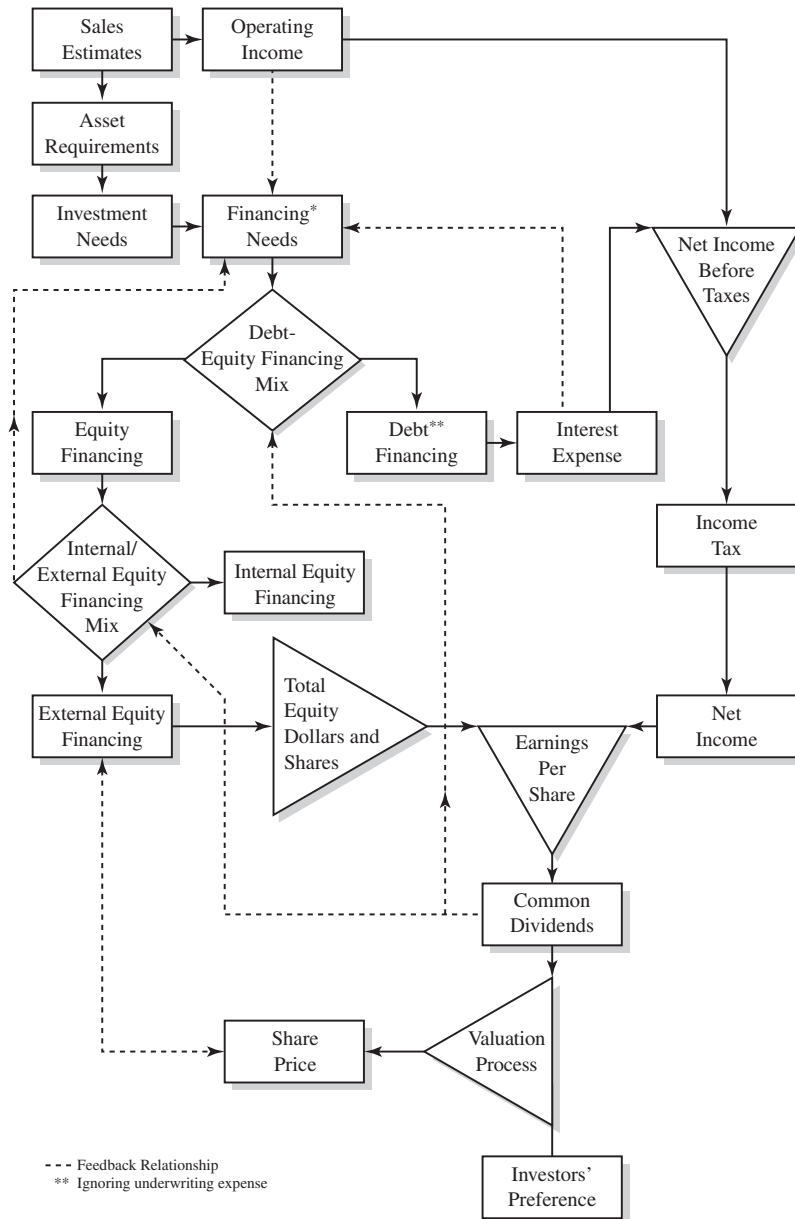 Sales
Estimates
Operating
Income
Asset
Requirements
Investment
Needs
Financing*
Needs
Net Income
Before
Taxes
Debt-
Equity Financing
Mix
Equity
Financing
Debt**
Financing
Interest
Expense
Income
Tax
Internal/
External Equity
Financing
Mix
Internal Equity
Financing
External Equity
Financing
Total
Equity
Dollars and
Shares
Earnings
Per
Share
Net
Income
Common
Dividends
Share
Price
Valuation
Process
Investors'
Preference
Feedback Relationship
** Ignoring underwriting expense